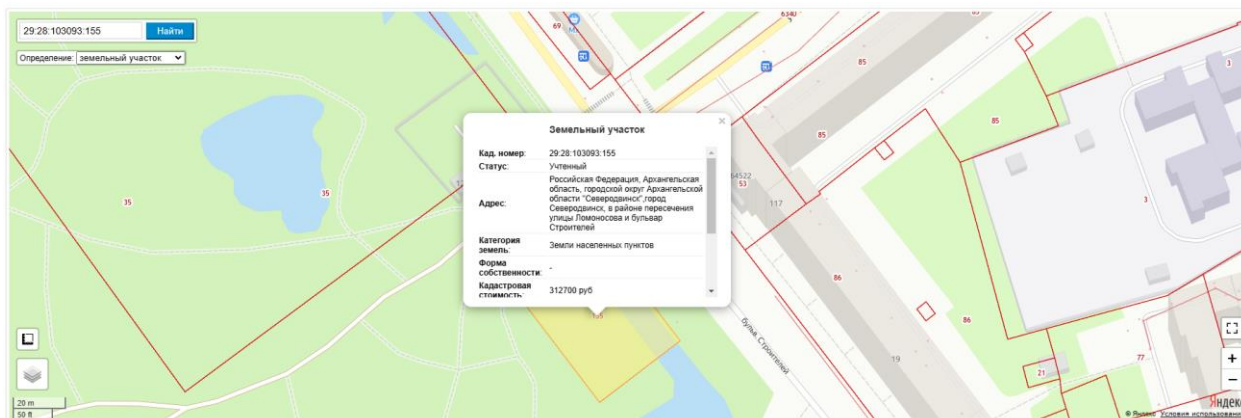 29:28:103093:155
Найти
Определение: земельный участок
Земельный участок
×
Кад. номер: 29:28:103093:155
Статус: Учтенный
Адрес: Российская Федерация, Архангельская
область, городской округ Архангельской
области "Северодвинск",город
Северодвинск, в районе пересечения
улицы Ломоносова и бульвар
Строителей
Категория
земель: Земли населенных пунктов
Форма
собственности: -
Кадастровая
стоимость: 312700 руб
69
6340
85
85
85
3
3
35
35
53
117
86
86
19
77
21
155
бульв. Строителей
20 m
50 ft
+
−
Яндекс
© Яндекс Условия использования